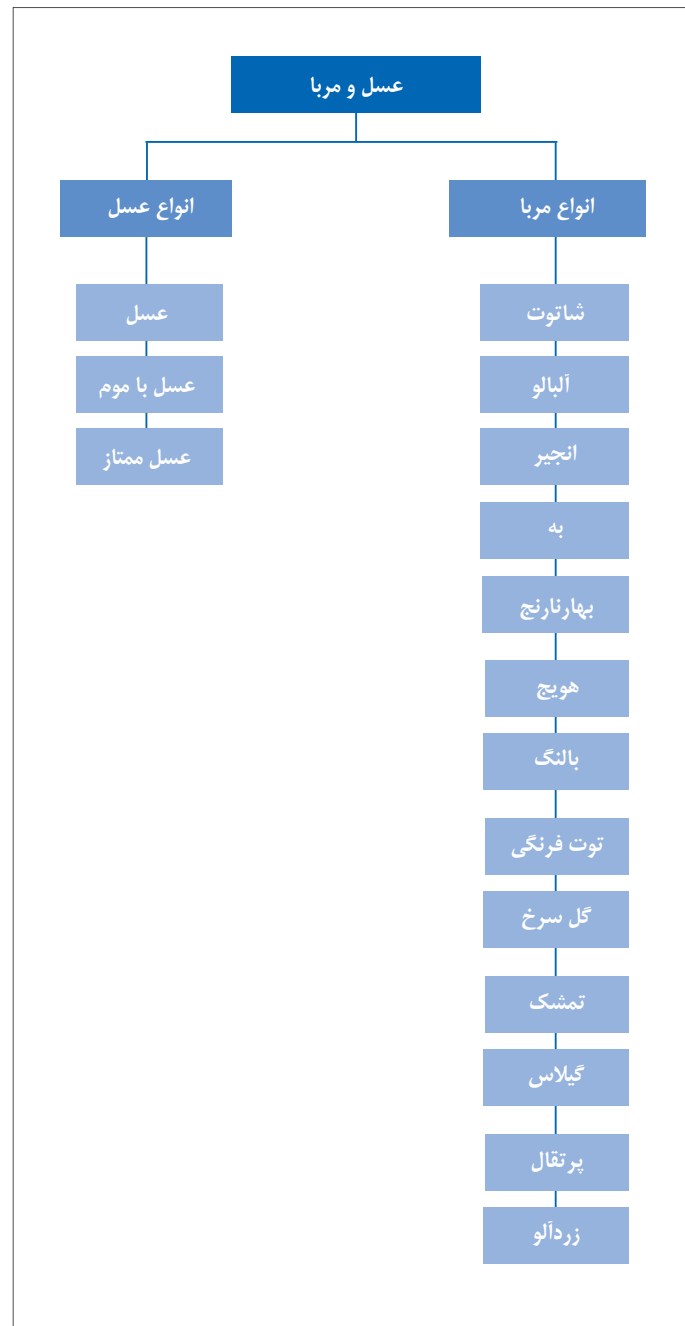 عسل و مربا
انواع مربا
شاتوت
آلبالو
انجیر
به
بهارنارنج
هویج
بالنگ
توت فرنگی
گل سرخ
تمشک
گیلاس
پرتقال
زردآلو
انواع عسل
عسل
عسل با موم
عسل ممتاز